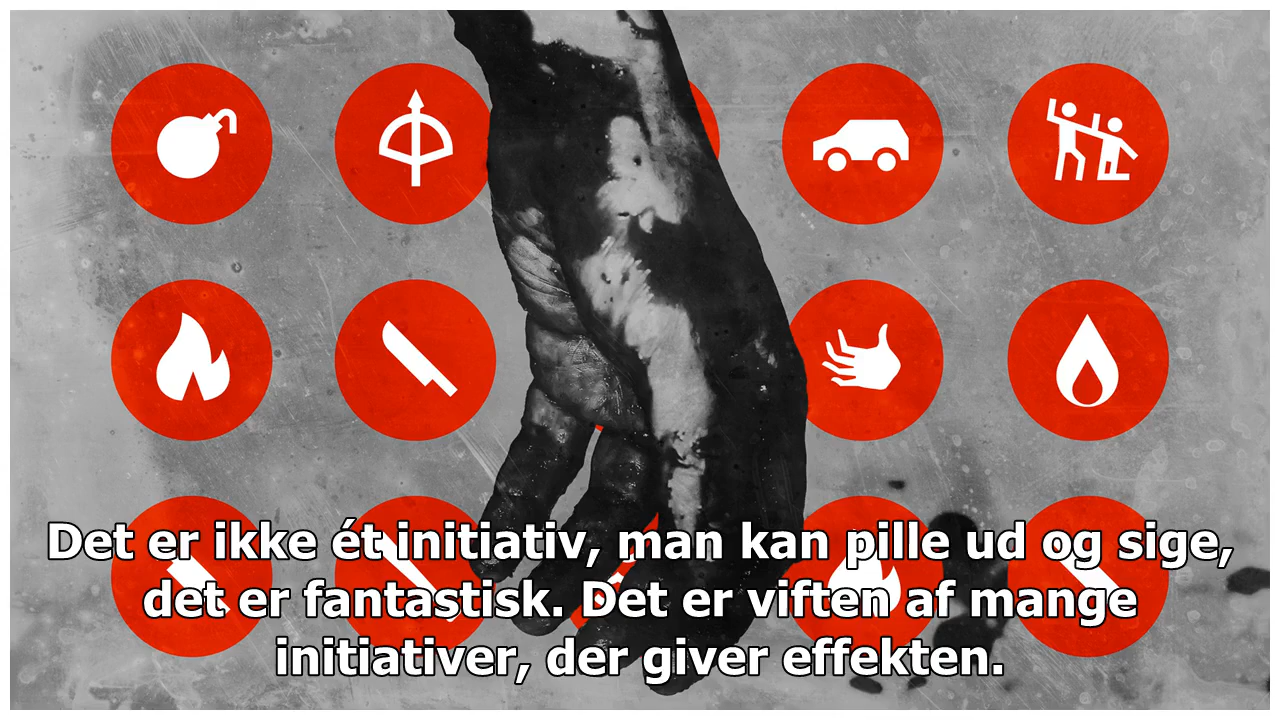 Det er ikke ét initiativ, man kan pille ud og sige,
det er fantastisk. Det er viften af mange
initiativer, der giver effekten.